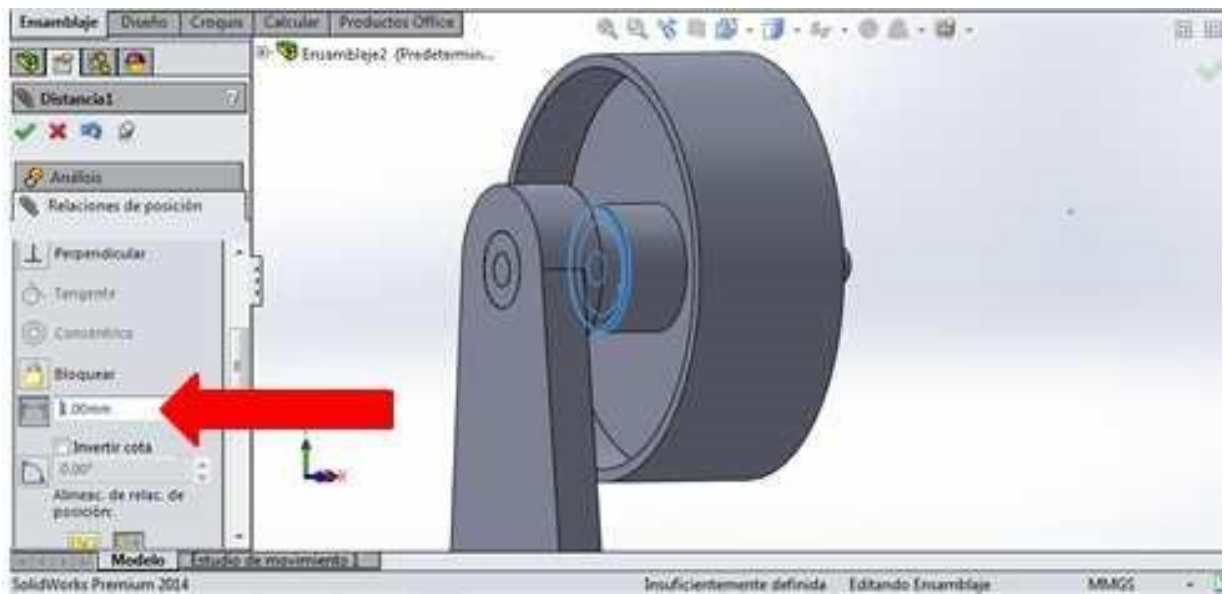 Ensamblaje Diseño Croquis Calcular Productos Office
Ensamblaje2 (Predetermin...
Distancia1 ?
Análisis
Relaciones de posición
Perpendicular
Tangente
Concéntrica
Bloquear
1.00mm
Invertir cota
0.00°
Alineac. de relac. de
posición:
Modelo Estudio de movimiento 1
SolidWorks Premium 2014 Insuficientemente definida Editando Ensamblaje MMGS